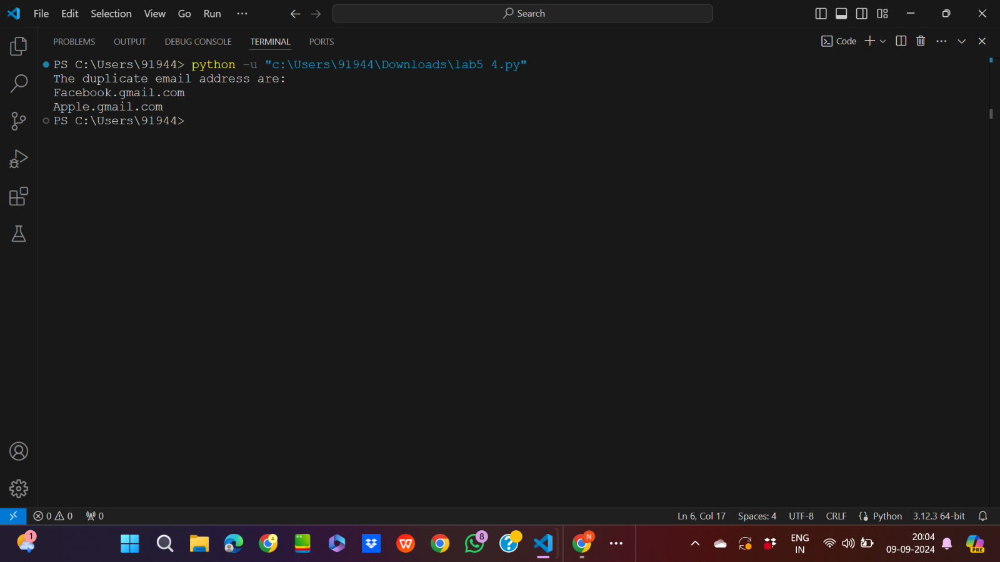 File Edit Selection View Go Run ···
Search
PROBLEMS OUTPUT DEBUG CONSOLE TERMINAL PORTS
Code
PS C:\Users\91944> python -u "c:\Users\91944\Downloads\lab5 4.py"
The duplicate email address are:
Facebook.gmail.com
Apple.gmail.com
PS C:\Users\91944>
0 0 0
Ln 6, Col 17 Spaces: 4 UTF-8 CRLF Python 3.12.3 64-bit
1
W
8
N
ENG
IN
20:04
09-09-2024
PRE